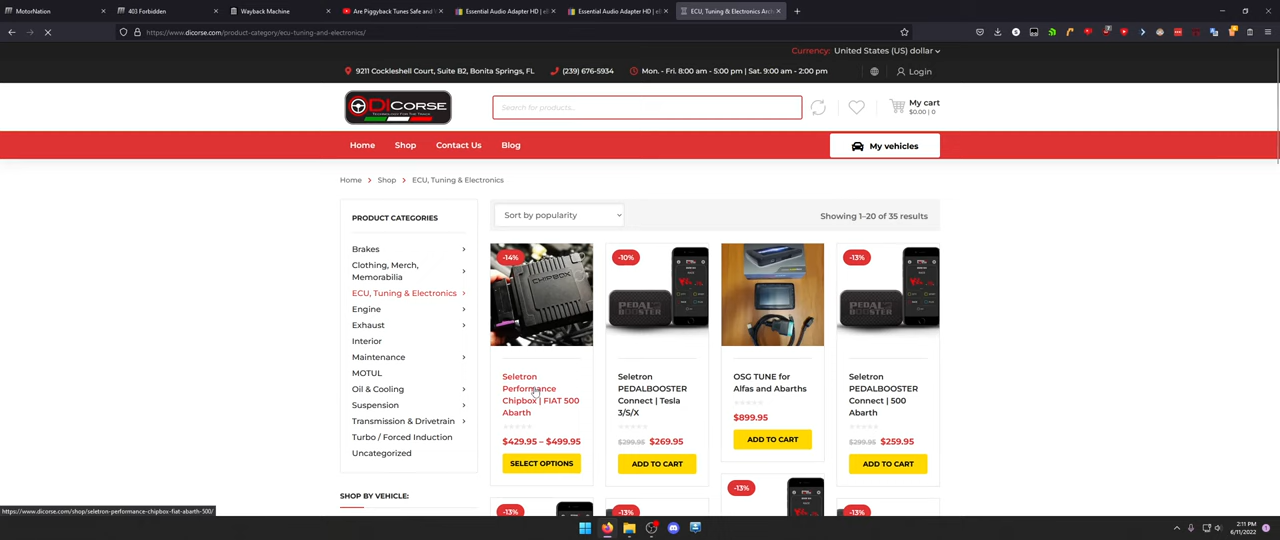 MotorNation
403 Forbidden
Wayback Machine
Are Piggyback Tunes Safe and
Essential Audio Adapter HD | e
Essential Audio Adapter HD | eB
ECU, Tuning & Electronics Arc
https://www.dicorse.com/product-category/ecu-tuning-and-electronics/
Currency: United States (US) dollar
9211 Cockleshell Court, Suite B2, Bonita Springs, FL
(239) 676-5934
Mon. - Fri. 8:00 am - 5:00 pm | Sat. 9:00 am - 2:00 pm
Login
DICORSE
TECHNOLOGY FOR THE TRACK
Search for products..
My cart
$0.00 | 0
Home Shop Contact Us Blog
My vehicles
Home > Shop > ECU, Tuning & Electronics
PRODUCT CATEGORIES
Brakes
Clothing, Merch,
Memorabilia
ECU, Tuning & Electronics
Engine
Exhaust
Interior
Maintenance
MOTUL
Oil & Cooling
Suspension
Transmission & Drivetrain
Turbo / Forced Induction
Uncategorized
SHOP BY VEHICLE:
Sort by popularity
Showing 1–20 of 35 results
-14%
CHIPBOX
Seletron
Performance
Chipbox | FIAT 500
Abarth
$429.95 – $499.95
SELECT OPTIONS
-10%
PEDAL
BOOSTER
Seletron
PEDALBOOSTER
Connect | Tesla
3/S/X
$299.95 $269.95
ADD TO CART
OSG TUNE for
Alfas and Abarths
$899.95
ADD TO CART
-13%
PEDAL
BOOSTER
Seletron
PEDALBOOSTER
Connect | 500
Abarth
$299.95 $259.95
ADD TO CART
-13%
-13%
-13%
-13%
https://www.dicorse.com/shop/seletron-performance-chipbox-fiat-abarth-500/
2:11 PM
6/11/2022